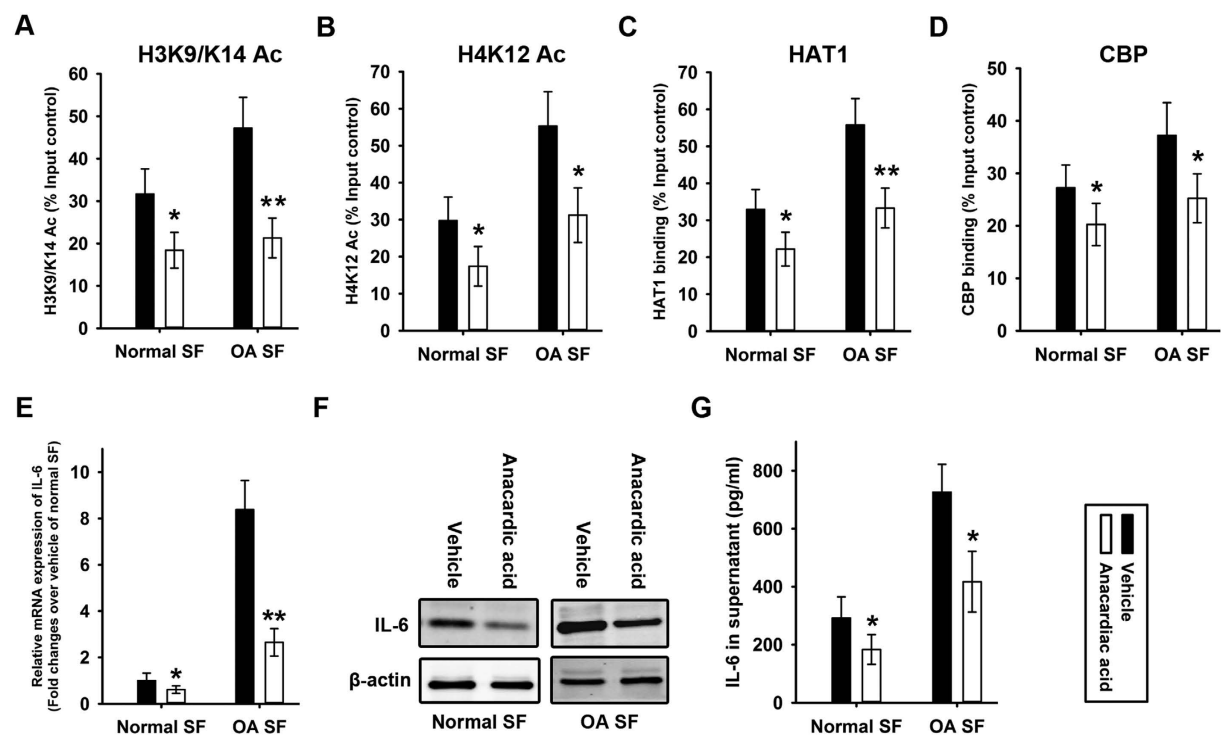 A
H3K9/K14 Ac
H3K9/K14 Ac (% Input control)
60
50
40
30
20
10
0
*
**
Normal SF
OA SF
B
H4K12 Ac
H4K12 Ac (% Input control)
70
60
50
40
30
20
10
0
*
*
Normal SF
OA SF
C
HAT1
HAT1 binding (% Input control)
70
60
50
40
30
20
10
0
*
**
Normal SF
OA SF
D
CBP
CBP binding (% Input control)
50
40
30
20
10
0
*
*
Normal SF
OA SF
E
Relative mRNA expression of IL-6
(Fold changes over vehicle of normal SF)
10
8
6
4
2
0
*
**
Normal SF
OA SF
F
Vehicle
Anacardic acid
Vehicle
Anacardic acid
IL-6
β-actin
Normal SF
OA SF
G
IL-6 in supernatant (pg/ml)
800
600
400
200
0
*
*
Normal SF
OA SF
Vehicle
Anacardiac acid